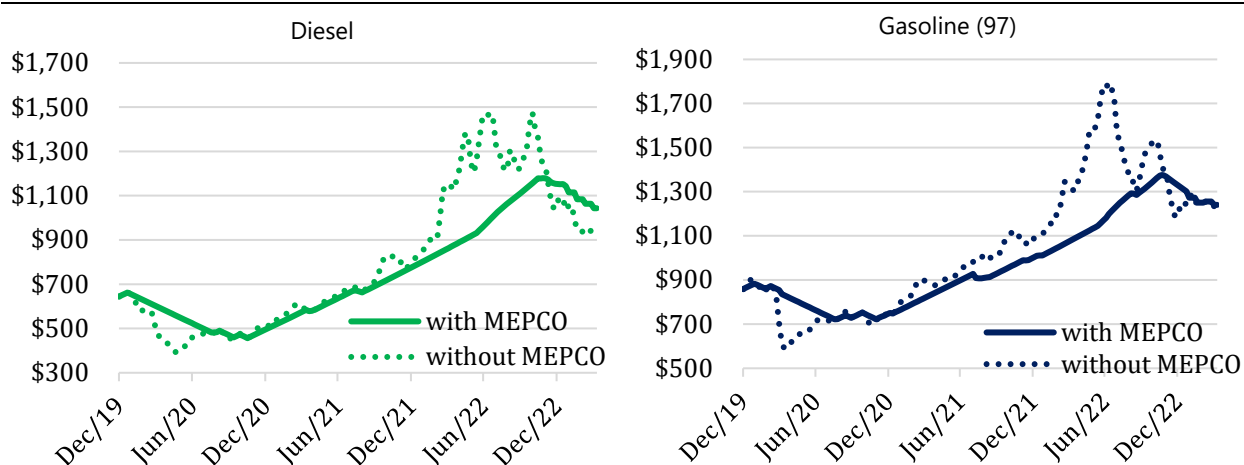 Diesel
$1,700
$1,500
$1,300
$1,100
$900
$700
$500
$300
with MEPCO
without MEPCO
Dec/19
Jun/20
Dec/20
Jun/21
Dec/21
Jun/22
Dec/22
Gasoline (97)
$1,900
$1,700
$1,500
$1,300
$1,100
$900
$700
$500
with MEPCO
without MEPCO
Dec/19
Jun/20
Dec/20
Jun/21
Dec/21
Jun/22
Dec/22